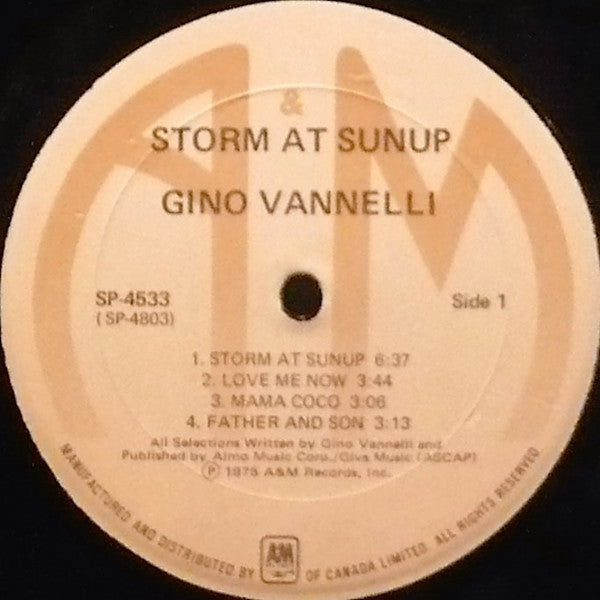 A & M
STORM AT SUNUP
GINO VANNELLI
SP-4533
(SP-4803)
Side 1
1. STORM AT SUNUP 6:37
2. LOVE ME NOW 3:44
3. MAMA COCO 3:06
4. FATHER AND SON 3:13
All Selections Written by Gino Vannelli and
Published by Almo Music Corp./Giva Music (ASCAP)
Ⓟ 1975 A&M Records, Inc.
MANUFACTURED AND DISTRIBUTED BY A&M OF CANADA LIMITED. ALL RIGHTS RESERVED